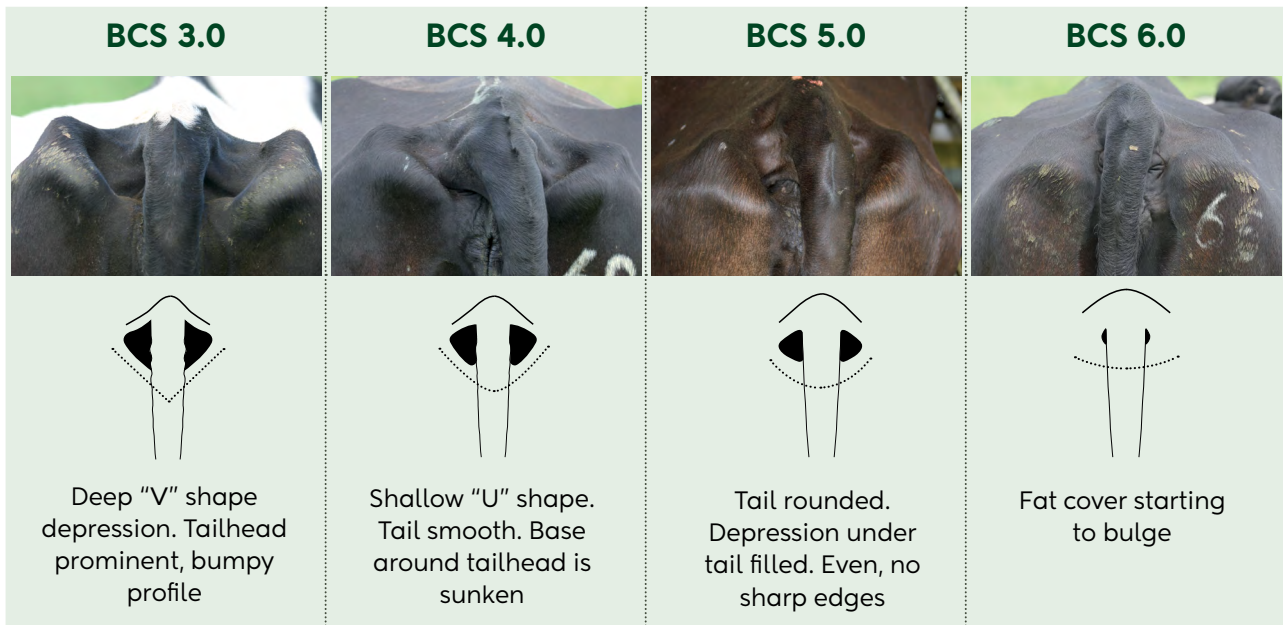 BCS 3.0
BCS 4.0
BCS 5.0
BCS 6.0
6
Deep “V” shape
depression. Tailhead
prominent, bumpy
profile
Shallow “U” shape.
Tail smooth. Base
around tailhead is
sunken
Tail rounded.
Depression under
tail filled. Even, no
sharp edges
Fat cover starting
to bulge